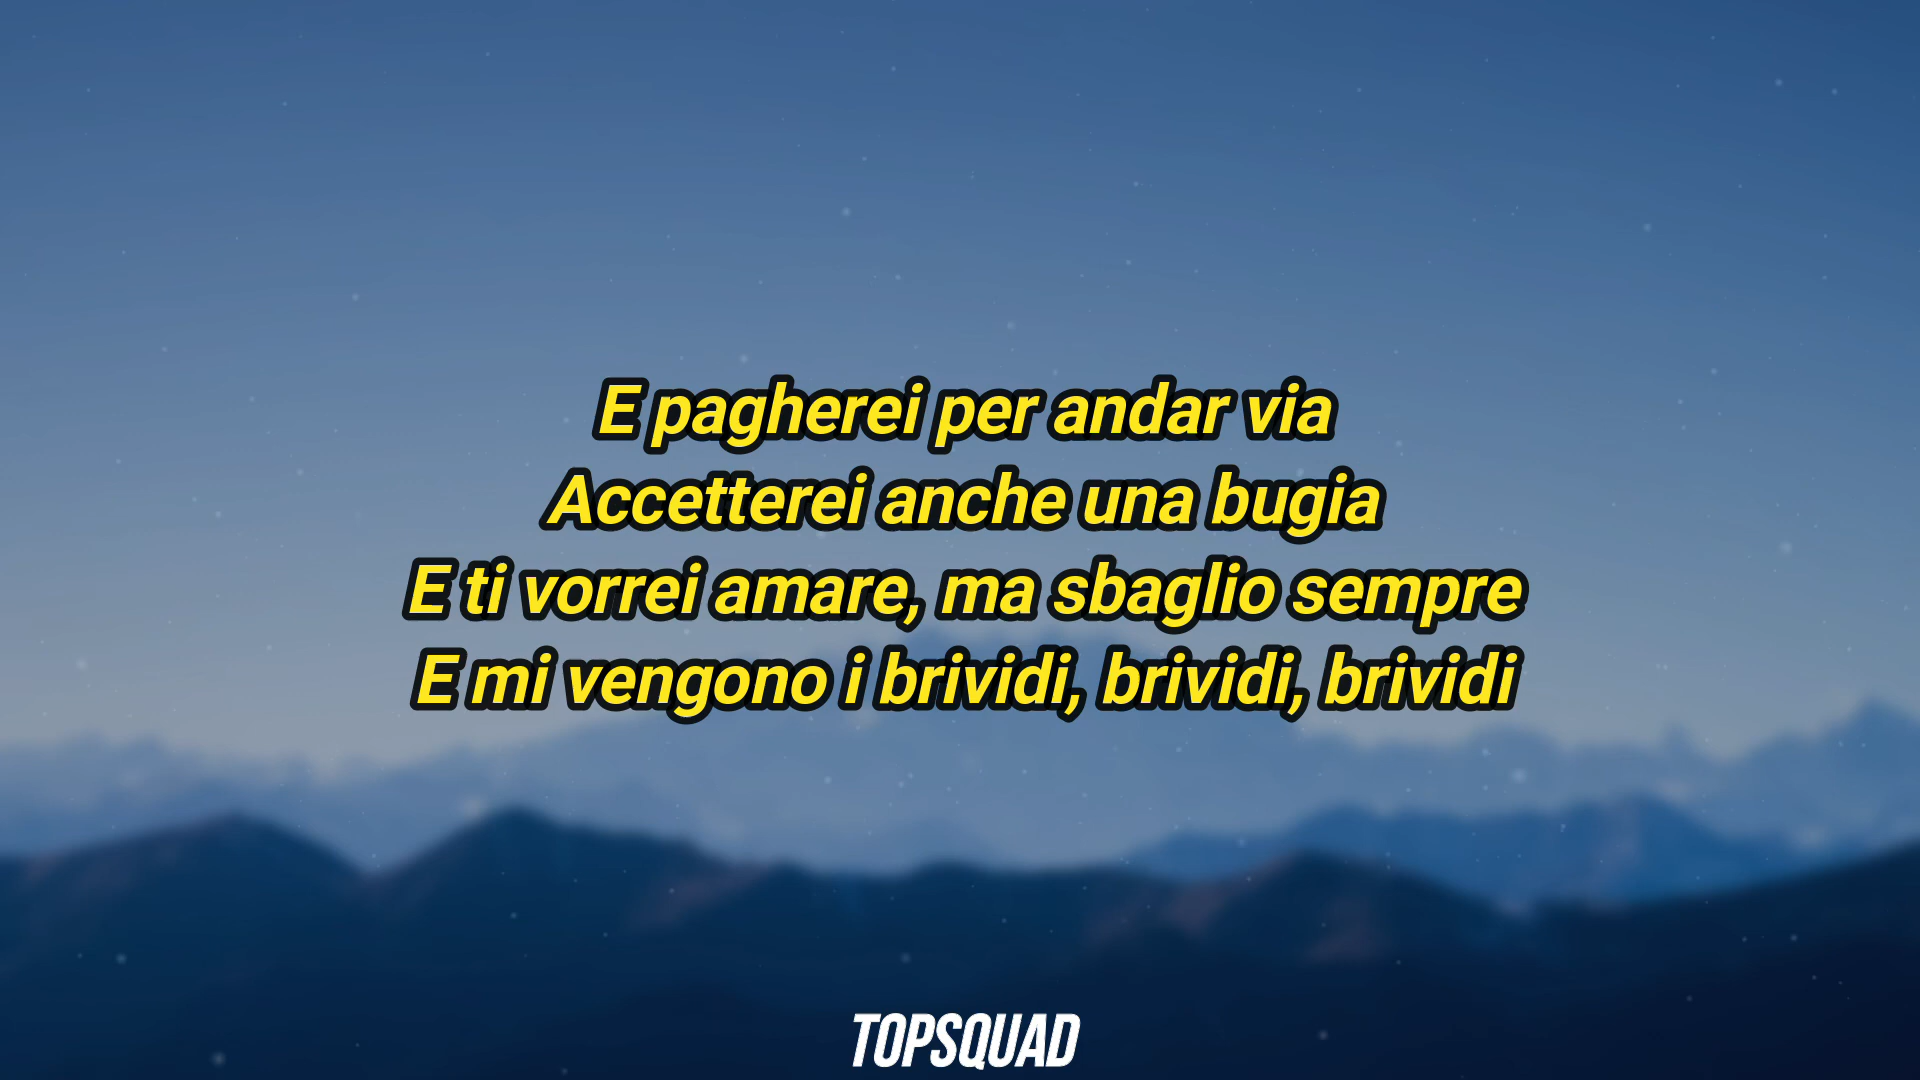 E pagherei per andar via
Accetterei anche una bugia
E ti vorrei amare, ma sbaglio sempre
E mi vengono i brividi, brividi, brividi
TOPSQUAD